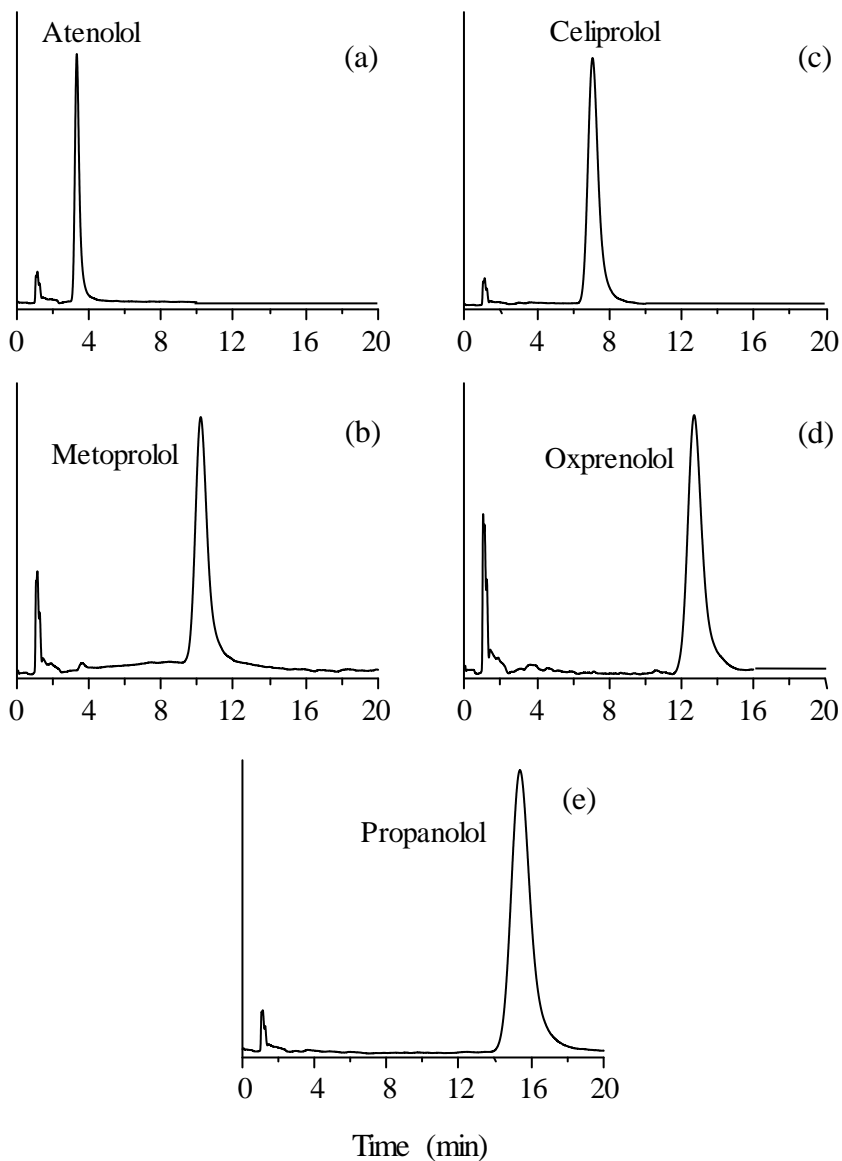 Atenolol
(a)
0 4 8 12 16 20
Celiprolol
(c)
0 4 8 12 16 20
Metoprolol
(b)
0 4 8 12 16 20
Oxprenolol
(d)
0 4 8 12 16 20
Propanolol
(e)
0 4 8 12 16 20
Time (min)